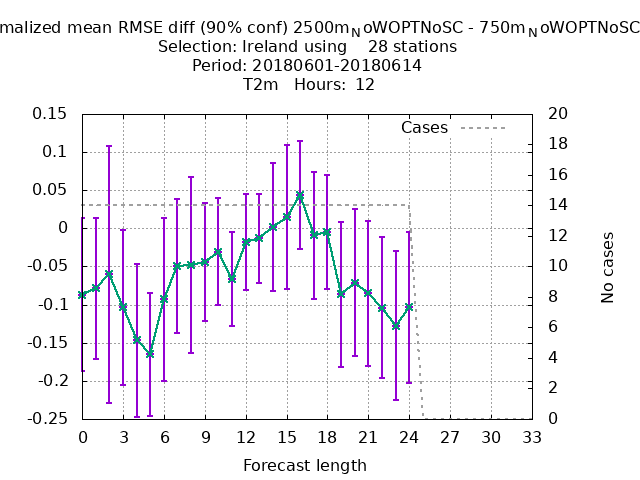 malized mean RMSE diff (90% conf) 2500mNoWOPTNoSC - 750mNoWOPTNoSC
Selection: Ireland using 28 stations
Period: 20180601-20180614
T2m Hours: 12
0.15
0.1
0.05
0
-0.05
-0.1
-0.15
-0.2
-0.25
20
18
16
14
12
10
8
6
4
2
0
Cases
No cases
0 3 6 9 12 15 18 21 24 27 30 33
Forecast length